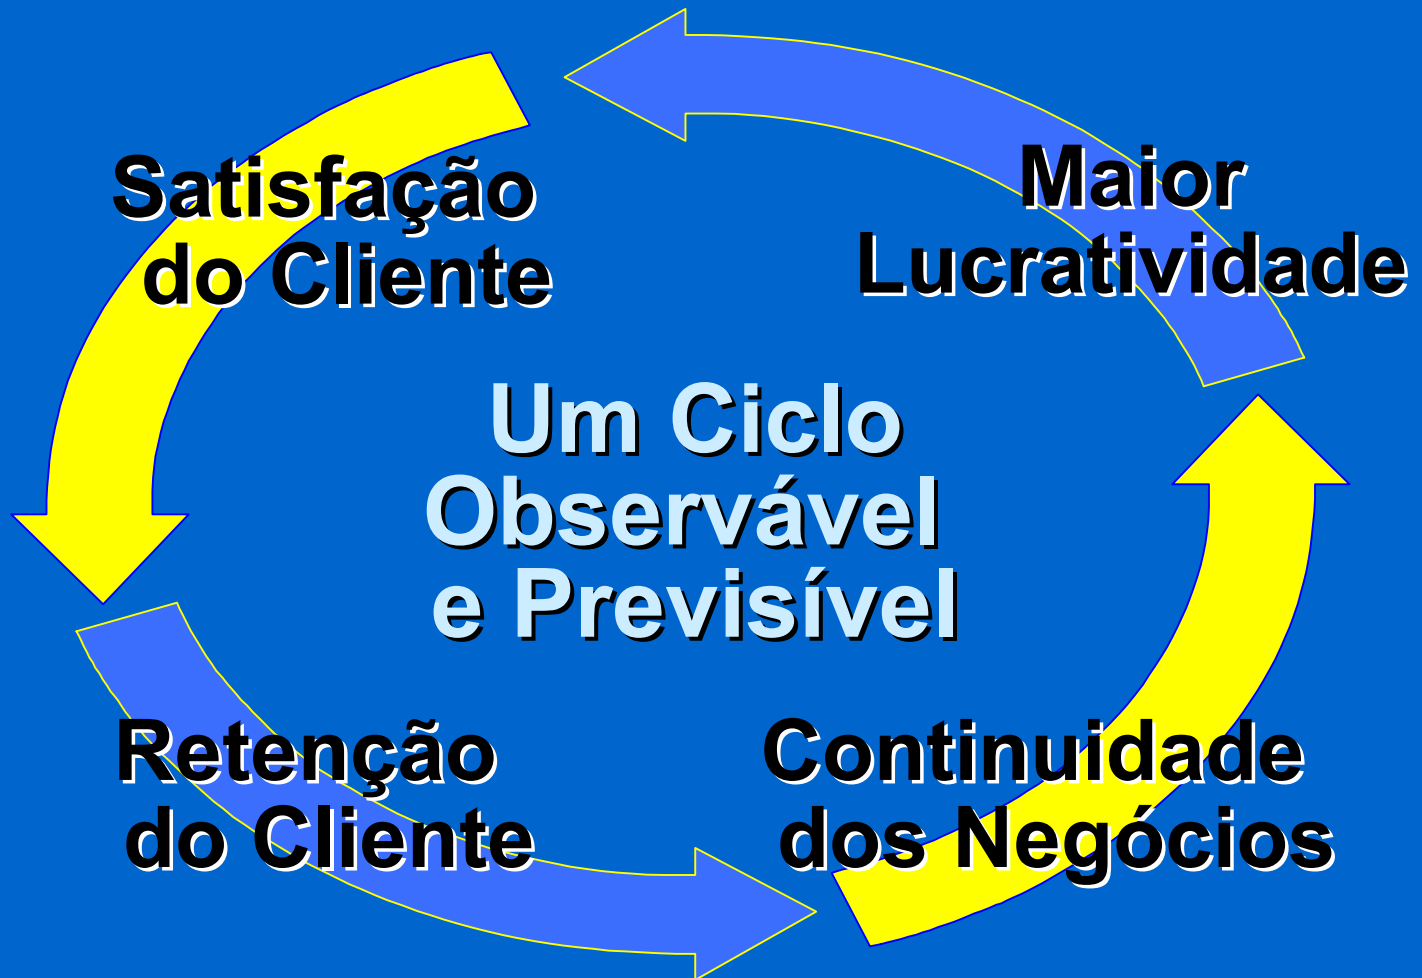 Satisfação
do Cliente
Maior
Lucratividade
Um Ciclo
Observável
e Previsível
Retenção
do Cliente
Continuidade
dos Negócios